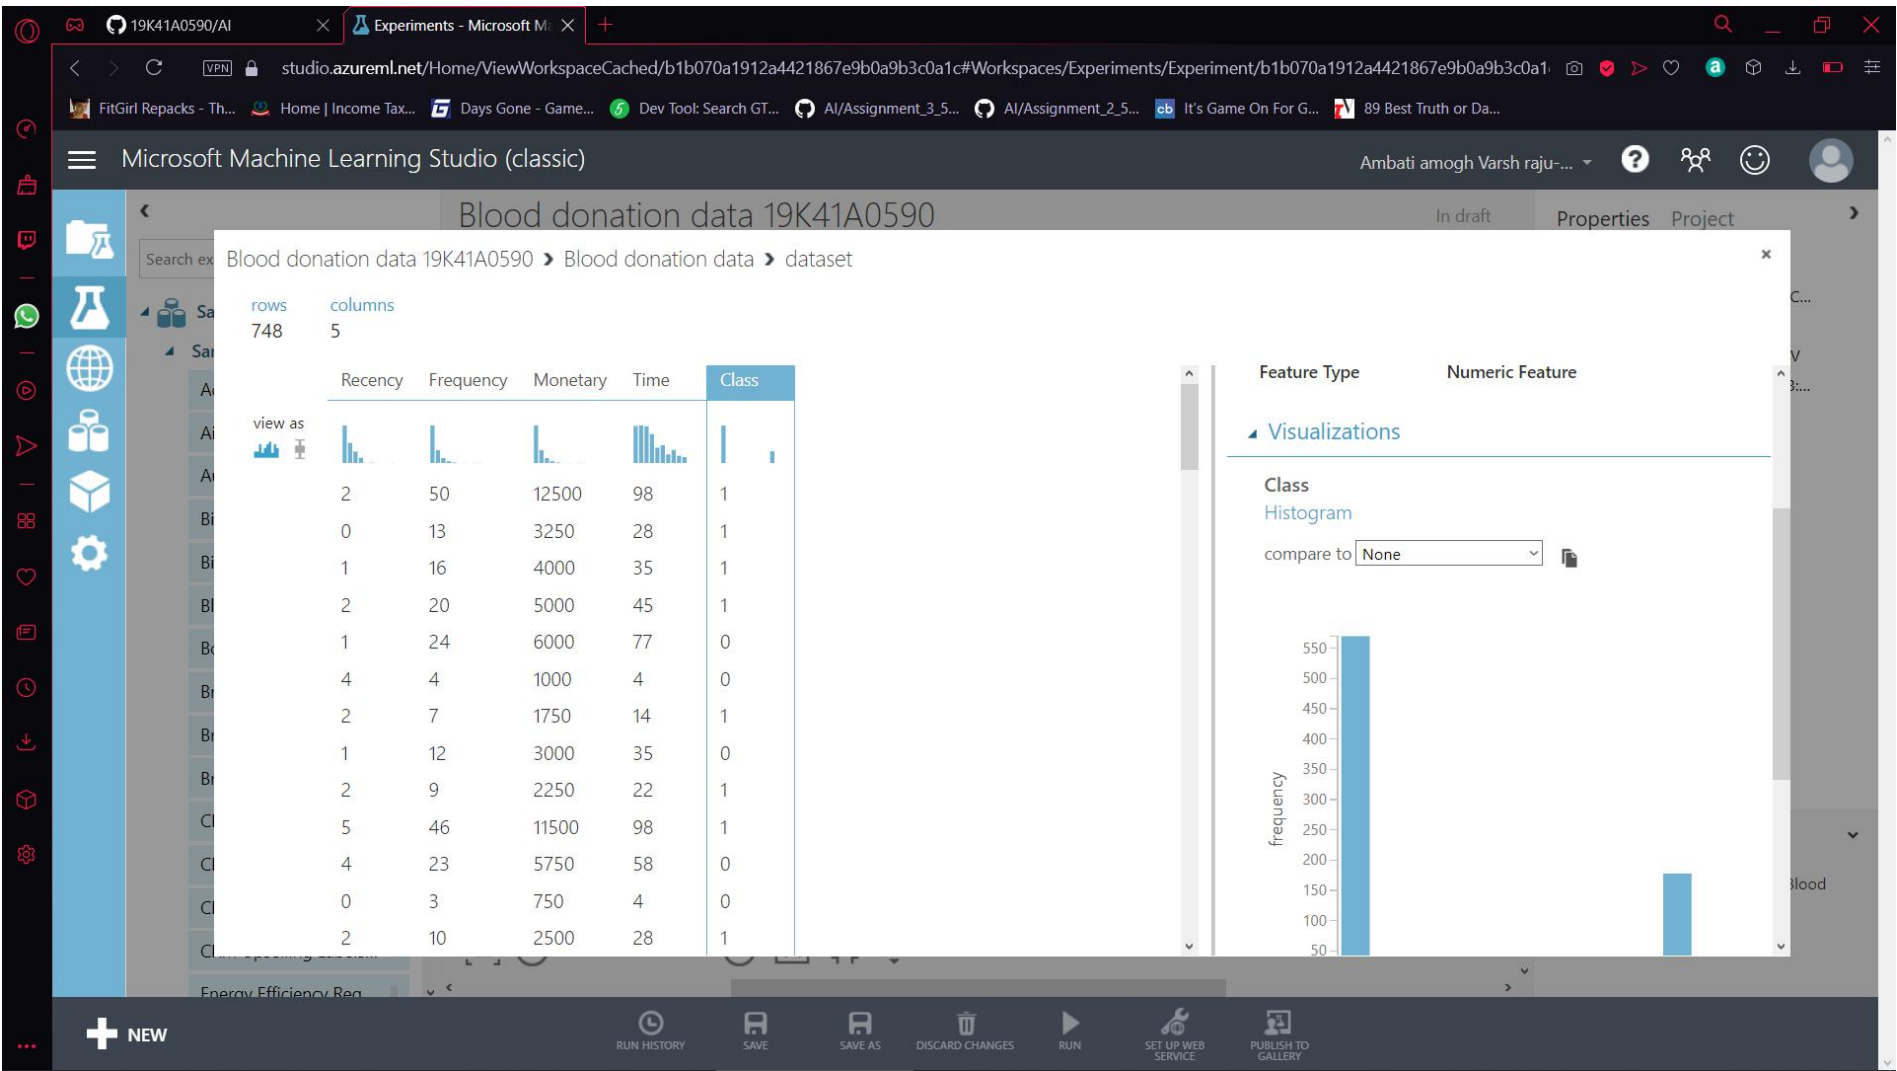 19K41A0590/AI
Experiments - Microsoft M
VPN
studio.azureml.net/Home/ViewWorkspaceCached/b1b070a1912a4421867e9b0a9b3c0a1c#Workspaces/Experiments/Experiment/b1b070a1912a4421867e9b0a9b3c0a1
FitGirl Repacks - Th... Home | Income Tax... Days Gone - Game... Dev Tool: Search GT... AI/Assignment_3_5... AI/Assignment_2_5... cb It's Game On For G... 89 Best Truth or Da...
Microsoft Machine Learning Studio (classic)
Ambati amogh Varsh raju-...
Blood donation data 19K41A0590
In draft
Properties Project
Search ex
Blood donation data 19K41A0590 > Blood donation data > dataset
rows columns
748 5
Recency Frequency Monetary Time Class
view as
2 50 12500 98 1
0 13 3250 28 1
1 16 4000 35 1
2 20 5000 45 1
1 24 6000 77 0
4 4 1000 4 0
2 7 1750 14 1
1 12 3000 35 0
2 9 2250 22 1
5 46 11500 98 1
4 23 5750 58 0
0 3 750 4 0
2 10 2500 28 1
Feature Type Numeric Feature
Visualizations
Class
Histogram
compare to None
550
500
450
400
350
300
250
200
150
100
50
frequency
Energy Efficiency Reg
NEW
RUN HISTORY
SAVE
SAVE AS
DISCARD CHANGES
RUN
SET UP WEB
SERVICE
PUBLISH TO
GALLERY